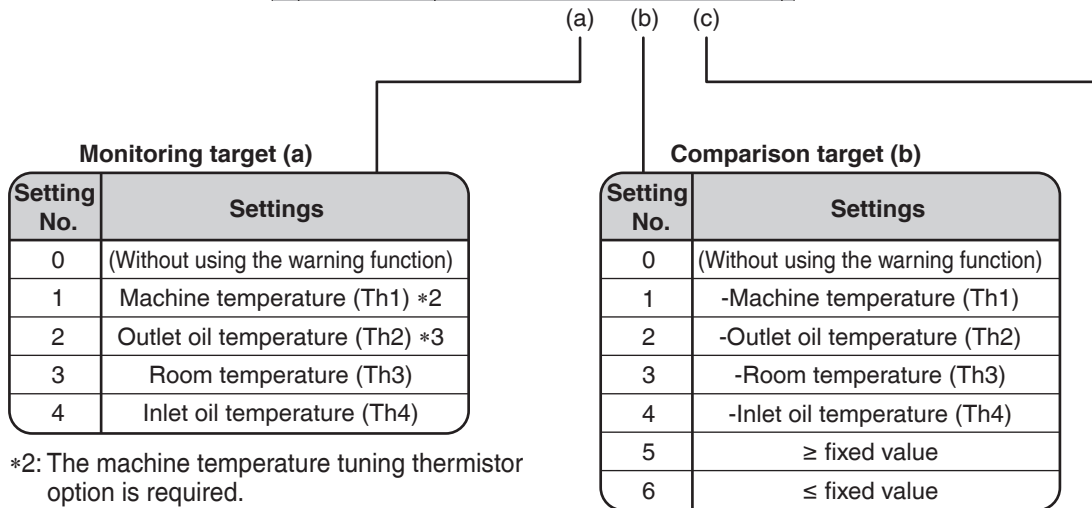 (a) (b) (c)
Monitoring target (a)
Setting No. Settings
0 (Without using the warning function)
1 Machine temperature (Th1) *2
2 Outlet oil temperature (Th2) *3
3 Room temperature (Th3)
4 Inlet oil temperature (Th4)
*2: The machine temperature tuning thermistor
option is required.
Comparison target (b)
Setting No. Settings
0 (Without using the warning function)
1 -Machine temperature (Th1)
2 -Outlet oil temperature (Th2)
3 -Room temperature (Th3)
4 -Inlet oil temperature (Th4)
5 ≥ fixed value
6 ≤ fixed value